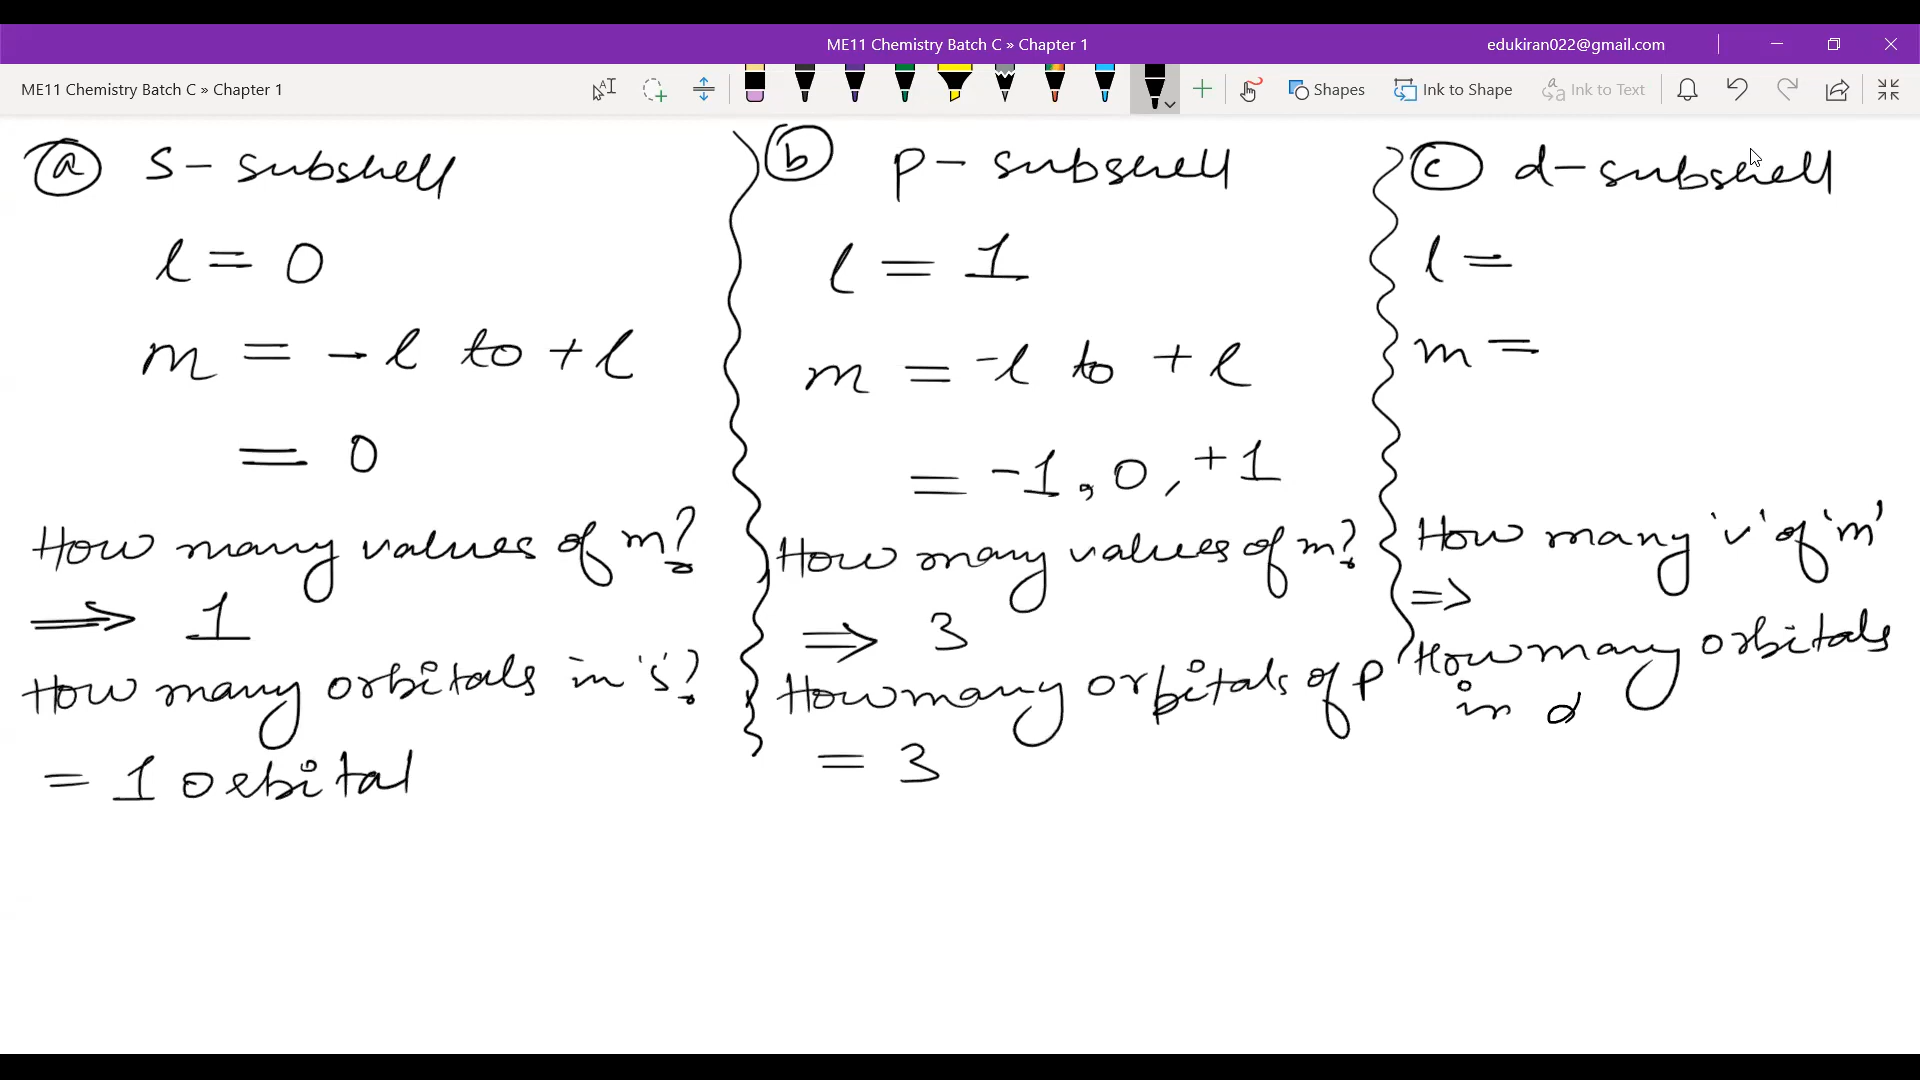 ME11 Chemistry Batch C » Chapter 1
edukiran022@gmail.com
ME11 Chemistry Batch C » Chapter 1
Shapes
Ink to Shape
Ink to Text
(a) s - subshell
l = 0
m = -l to +l
= 0
How many values of m?
⇒ 1
How many orbitals in 's'?
= 1 orbital
(b) p - subshell
l = 1
m = -l to +l
= -1, 0, +1
How many values of m?
⇒ 3
How many orbitals of p
= 3
(c) d - subshell
l =
m =
How many 'v' of 'm'
⇒
How many orbitals
in d